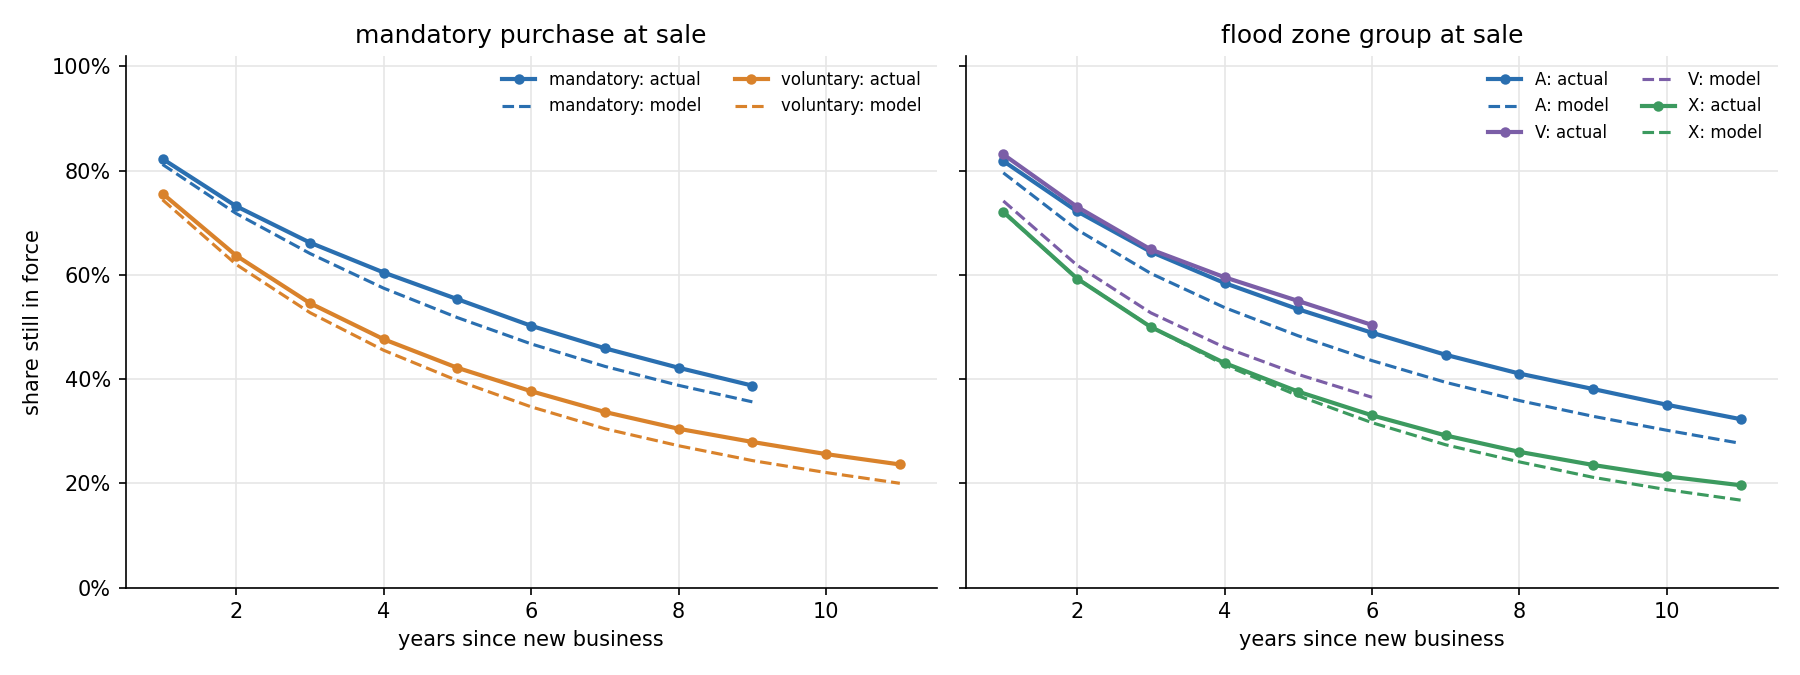 mandatory purchase at sale
mandatory: actual
mandatory: model
voluntary: actual
voluntary: model
share still in force
100%
80%
60%
40%
20%
0%
2
4
6
8
10
years since new business
flood zone group at sale
A: actual
A: model
V: actual
V: model
X: actual
X: model
2
4
6
8
10
years since new business